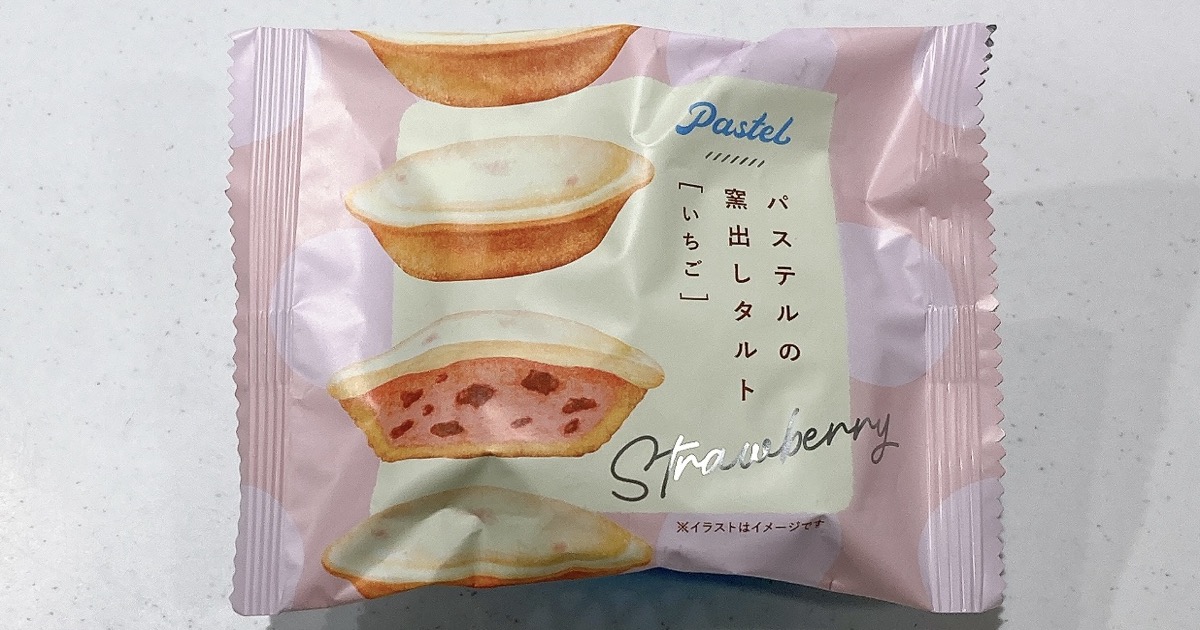 Pastel
パステルの
窯出しタルト
［いちご］
Strawberry
※イラストはイメージです